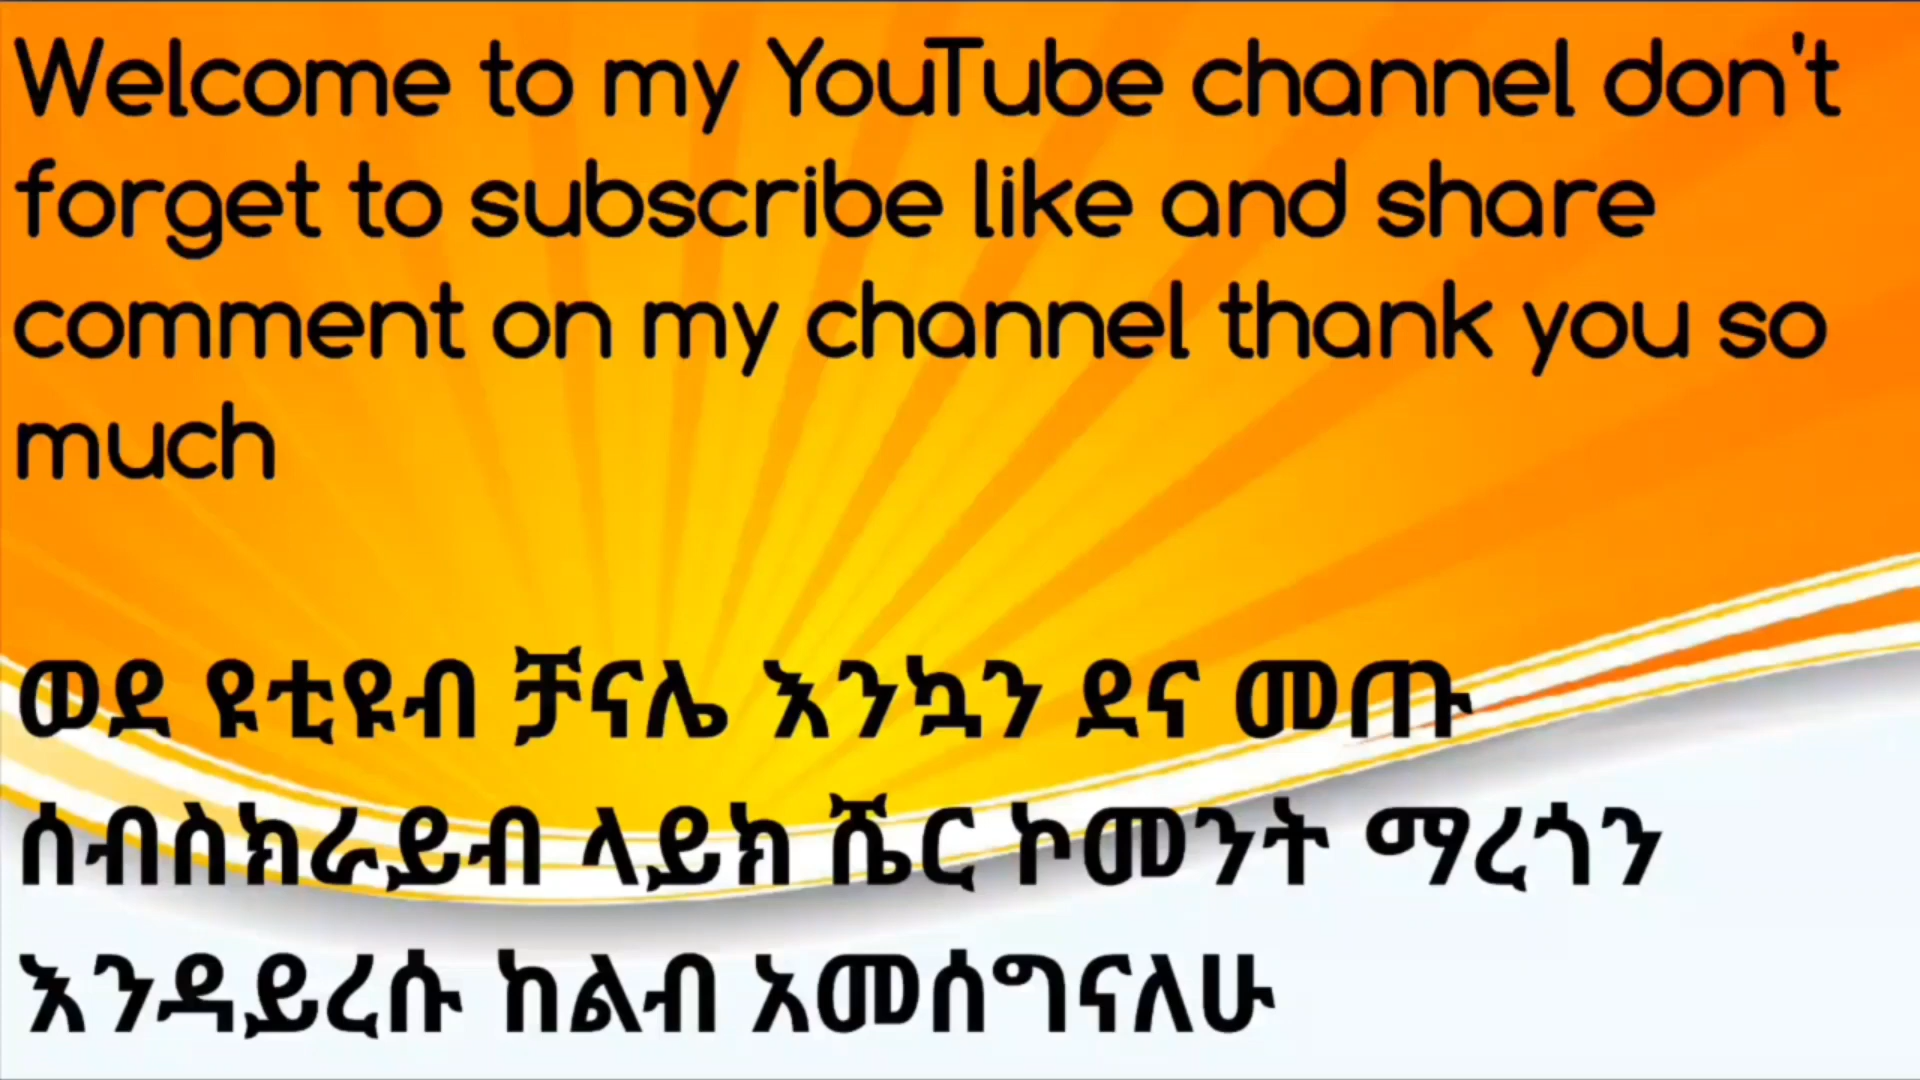 Welcome to my YouTube channel don't
forget to subscribe like and share
comment on my channel thank you so
much
ወደ ዩቲዩብ ቻናሌ እንኳን ደና መጡ
ሰብስክራይብ ላይክ ሼር ኮመንት ማረጎን
እንዳይረሱ ከልብ አመሰግናለሁ